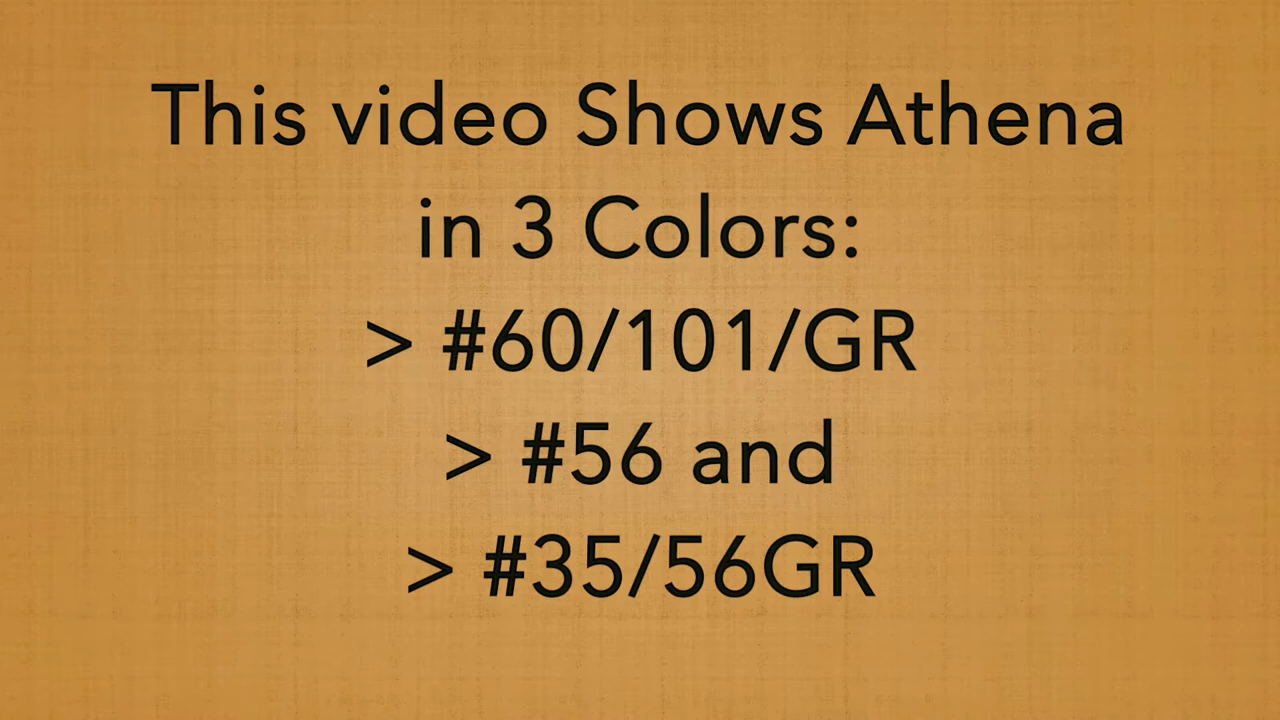 This video Shows Athena
in 3 Colors:
> #60/101/GR
> #56 and
> #35/56GR